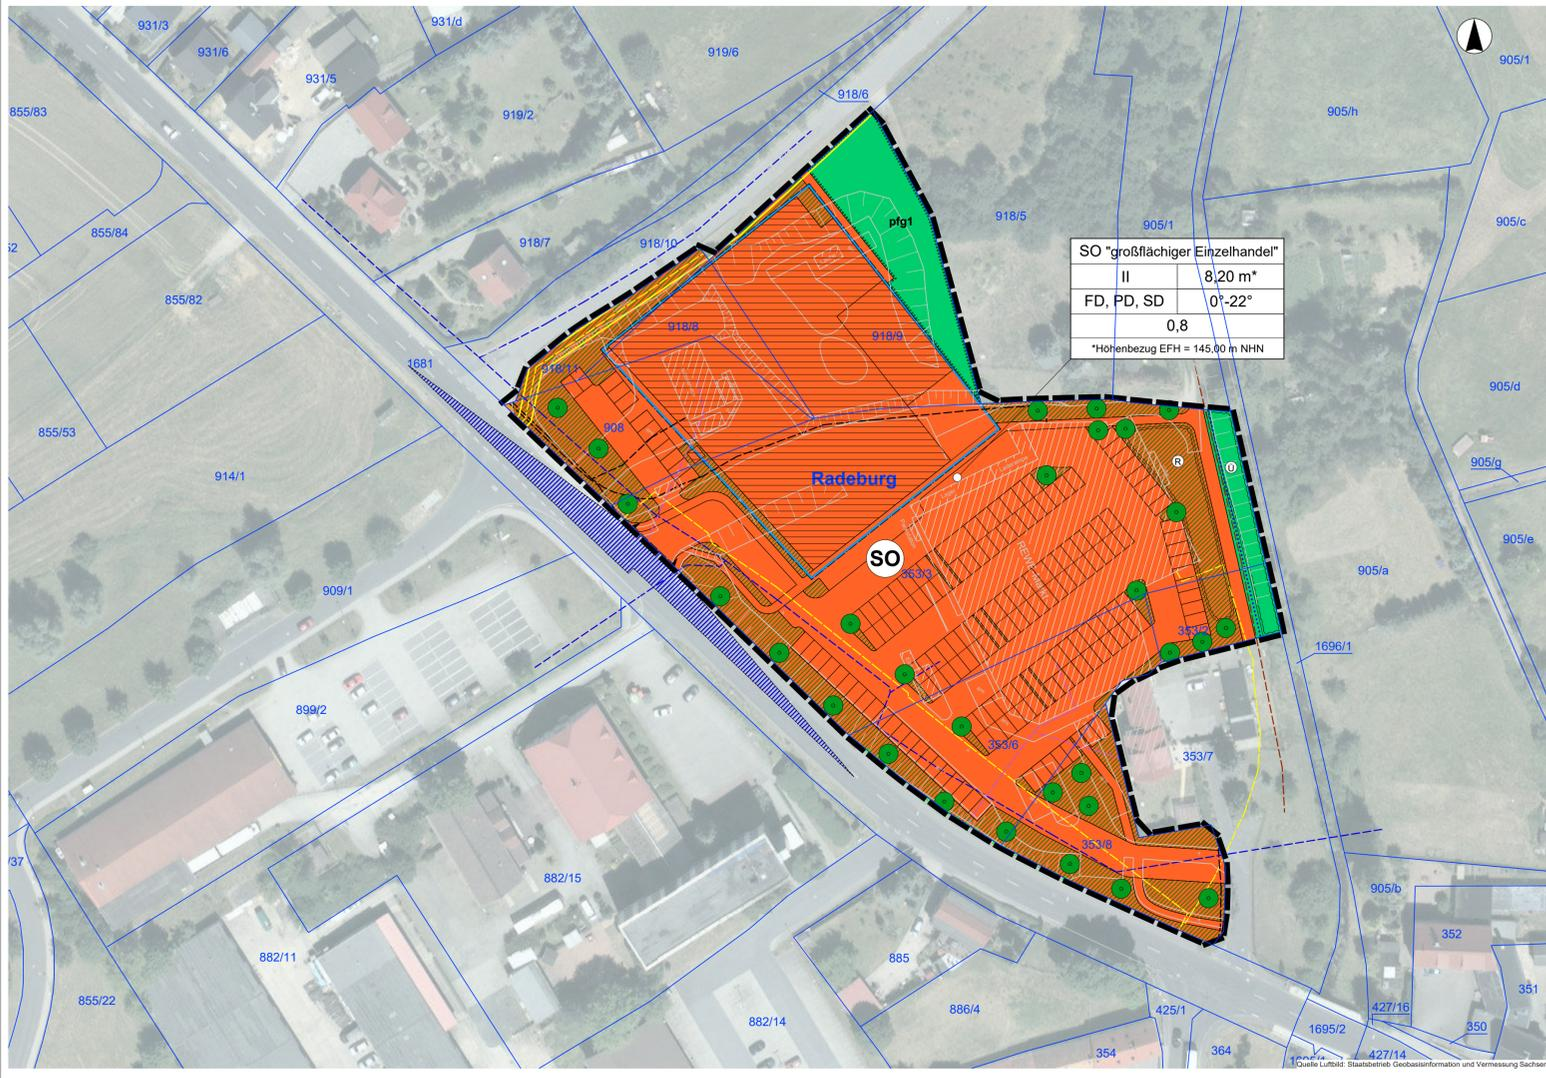 931/3
931/d
931/6
919/6
931/5
905/1
918/6
855/83
919/2
905/h
918/5
905/1
905/c
pfg1
855/84
52
918/7
918/10
SO "großflächiger Einzelhandel"
II 8,20 m*
FD, PD, SD 0°-22°
0,8
*Höhenbezug EFH = 145,00 m NHN
855/82
918/8
918/9
1681
918/11
905/d
855/53
908
905/g
R
U
914/1
Radeburg
905/e
SO
353/3
905/a
909/1
353/2
1696/1
899/2
353/6
353/7
353/8
/37
882/15
905/b
352
882/11
885
351
855/22
886/4
425/1
427/16
882/14
1695/2
350
354
364
427/14
Quelle Luftbild: Staatsbetrieb Geobasisinformation und Vermessung Sachsen